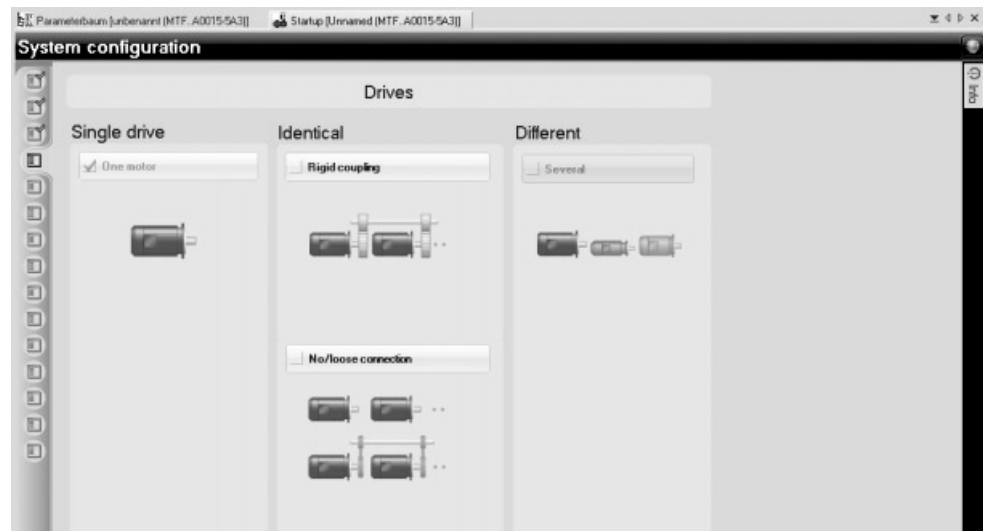 Parameterbaum [unbenannt (MTF..A0015-5A3)]    Startup [Unnamed (MTF..A0015-5A3)]
System configuration
Info
Drives
Single drive    Identical    Different
One motor    Rigid coupling    Several
No/loose connection